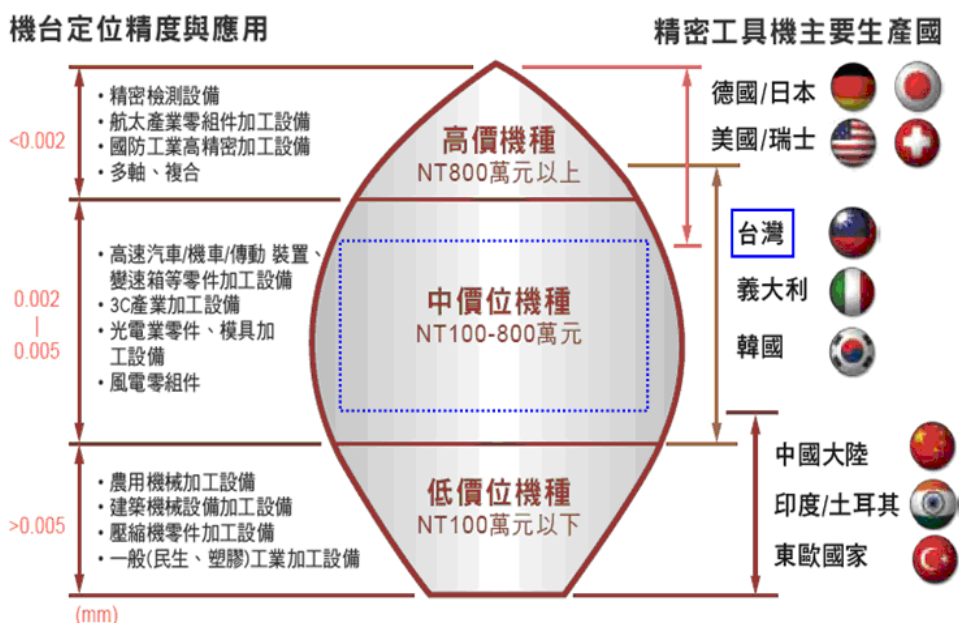 機台定位精度與應用
精密工具機主要生產國
<0.002
・精密檢測設備
・航太產業零組件加工設備
・國防工業高精密加工設備
・多軸、複合
高價機種
NT800萬元以上
德國/日本
美國/瑞士
0.002
|
0.005
・高速汽車/機車/傳動 裝置、
變速箱等零件加工設備
・3C產業加工設備
・光電業零件、模具加
工設備
・風電零組件
中價位機種
NT100-800萬元
台灣
義大利
韓國
>0.005
・農用機械加工設備
・建築機械設備加工設備
・壓縮機零件加工設備
・一般(民生、塑膠)工業加工設備
低價位機種
NT100萬元以下
中國大陸
印度/土耳其
東歐國家
(mm)